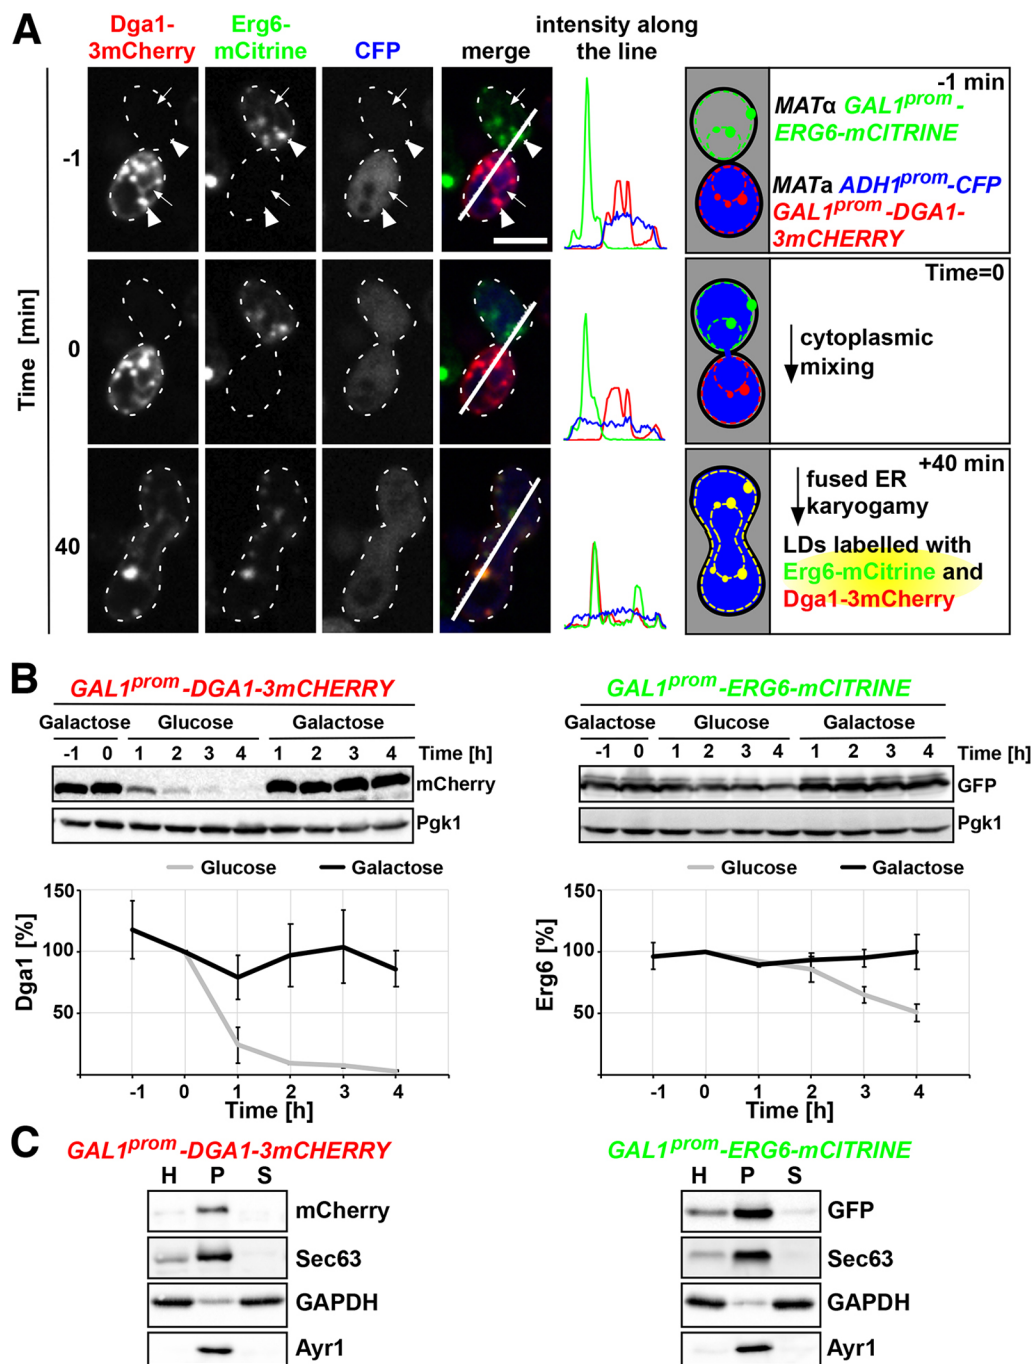 A
Dga1-
3mCherry
Erg6-
mCitrine
CFP
merge
intensity along
the line
Time [min]
-1
-1 min
MATα GAL1prom-
ERG6-mCITRINE
MATa ADH1prom-CFP
GAL1prom-DGA1-
3mCHERRY
0
Time=0
cytoplasmic
mixing
40
+40 min
fused ER
karyogamy
LDs labelled with
Erg6-mCitrine and
Dga1-3mCherry
B
GAL1prom-DGA1-3mCHERRY
Galactose Glucose Galactose
-1 0 1 2 3 4 1 2 3 4 Time [h]
mCherry
Pgk1
Glucose Galactose
Dga1 [%]
150
100
50
-1 0 1 2 3 4
Time [h]
GAL1prom-ERG6-mCITRINE
Galactose Glucose Galactose
-1 0 1 2 3 4 1 2 3 4 Time [h]
GFP
Pgk1
Glucose Galactose
Erg6 [%]
150
100
50
-1 0 1 2 3 4
Time [h]
C
GAL1prom-DGA1-3mCHERRY
H P S
mCherry
Sec63
GAPDH
Ayr1
GAL1prom-ERG6-mCITRINE
H P S
GFP
Sec63
GAPDH
Ayr1